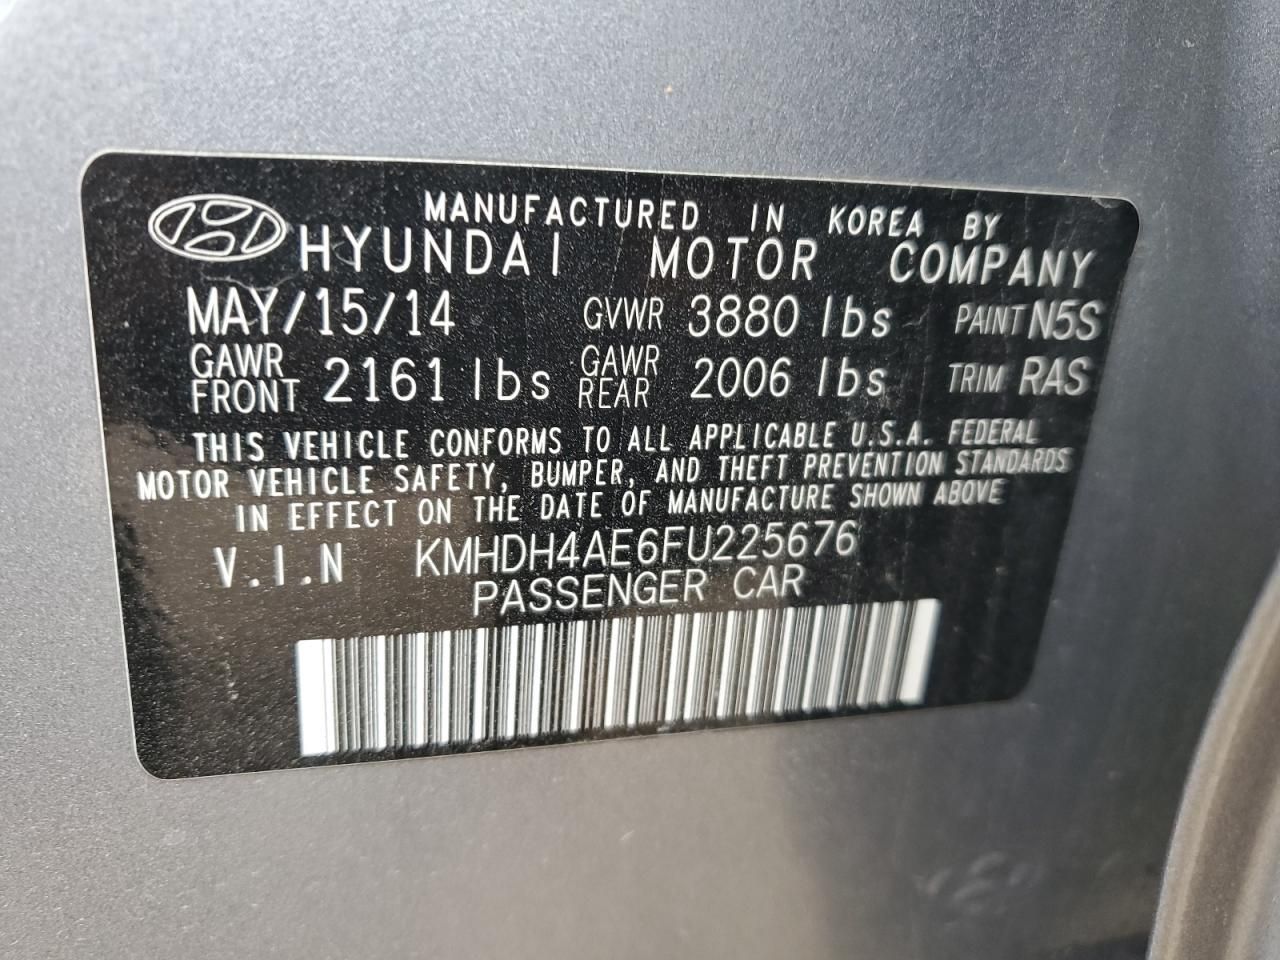 MANUFACTURED IN KOREA BY
HYUNDAI MOTOR COMPANY
MAY/15/14 GVWR 3880 lbs PAINT N5S
GAWR FRONT 2161 lbs GAWR REAR 2006 lbs TRIM RAS
THIS VEHICLE CONFORMS TO ALL APPLICABLE U.S.A. FEDERAL
MOTOR VEHICLE SAFETY, BUMPER, AND THEFT PREVENTION STANDARDS
IN EFFECT ON THE DATE OF MANUFACTURE SHOWN ABOVE
V.I.N KMHDH4AE6FU225676
PASSENGER CAR